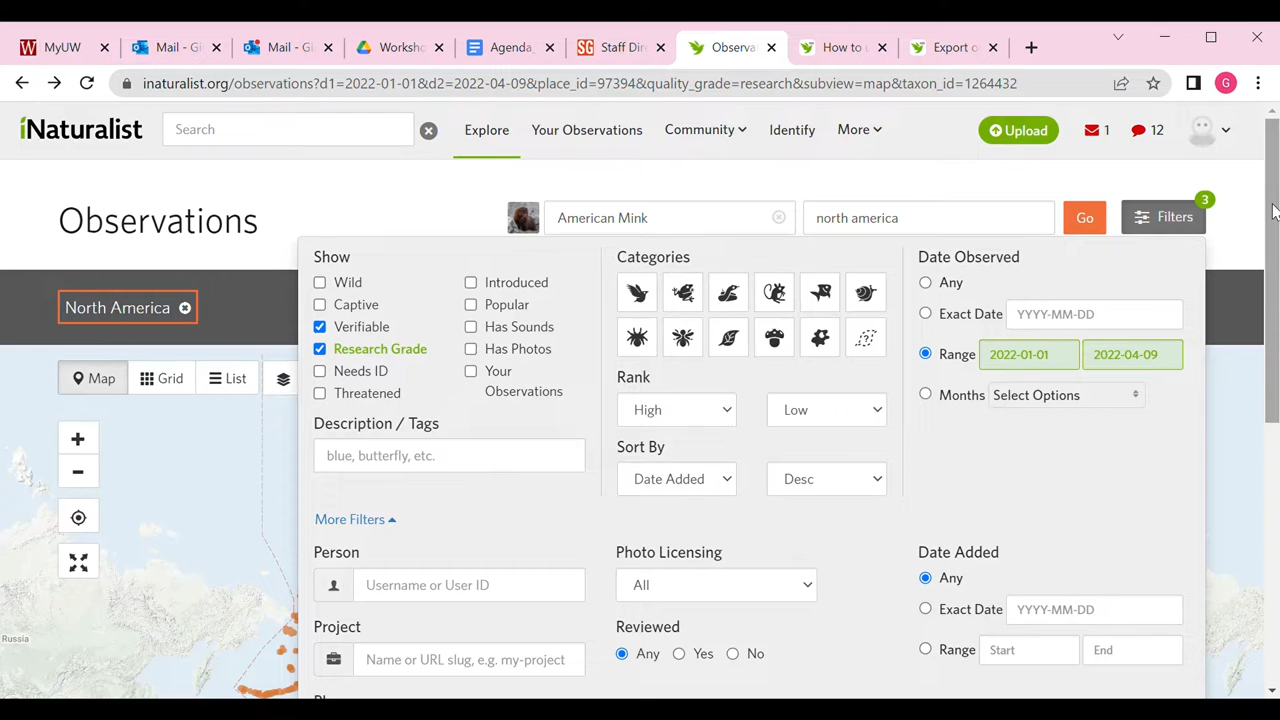 MyUW Mail - Gi Mail - Gi Worksho Agenda_ Staff Dir Observa How to u Export o
inaturalist.org/observations?d1=2022-01-01&d2=2022-04-09&place_id=97394&quality_grade=research&subview=map&taxon_id=1264432 G
iNaturalist Search Explore Your Observations Community Identify More Upload 1 12
Observations American Mink north america Go Filters 3
North America
Map Grid List
Russia
Show
Wild Introduced
Captive Popular
Verifiable Has Sounds
Research Grade Has Photos
Needs ID Your
Threatened Observations
Description / Tags
blue, butterfly, etc.
Categories
?
Rank
High Low
Sort By
Date Added Desc
Date Observed
Any
Exact Date YYYY-MM-DD
Range 2022-01-01 2022-04-09
Months Select Options
More Filters
Person
Username or User ID
Project
Name or URL slug, e.g. my-project
Photo Licensing
All
Reviewed
Any Yes No
Date Added
Any
Exact Date YYYY-MM-DD
Range Start End